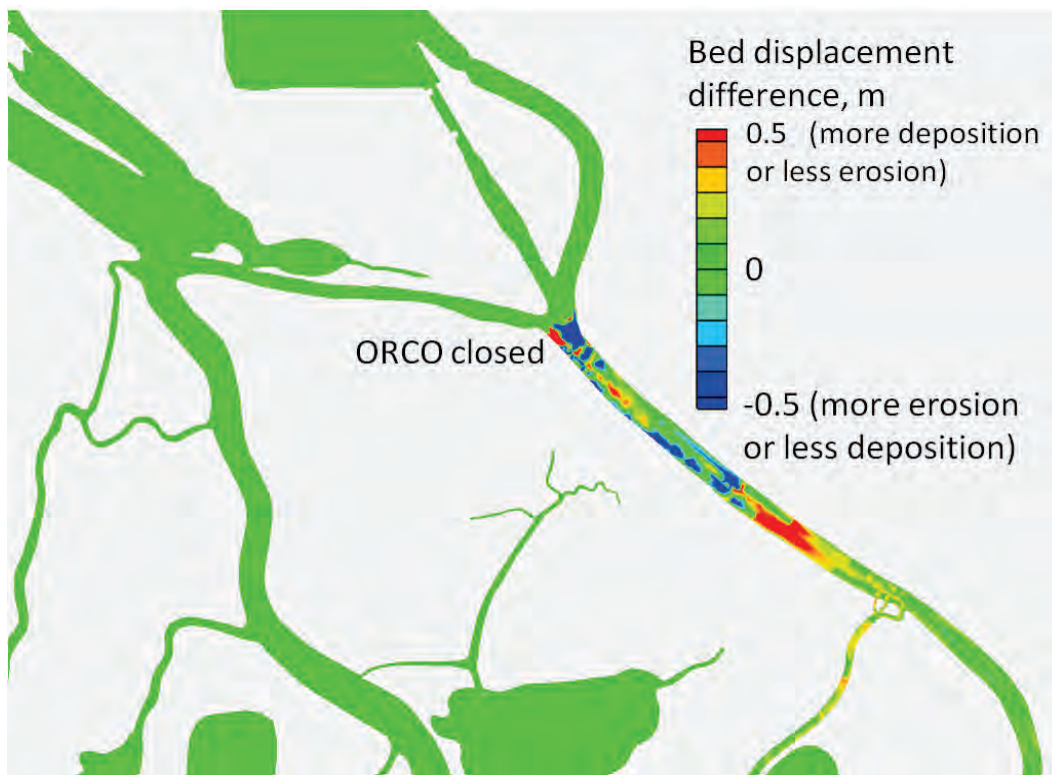 Bed displacement
difference, m
0.5 (more deposition
or less erosion)
0
ORCO closed
-0.5 (more erosion
or less deposition)